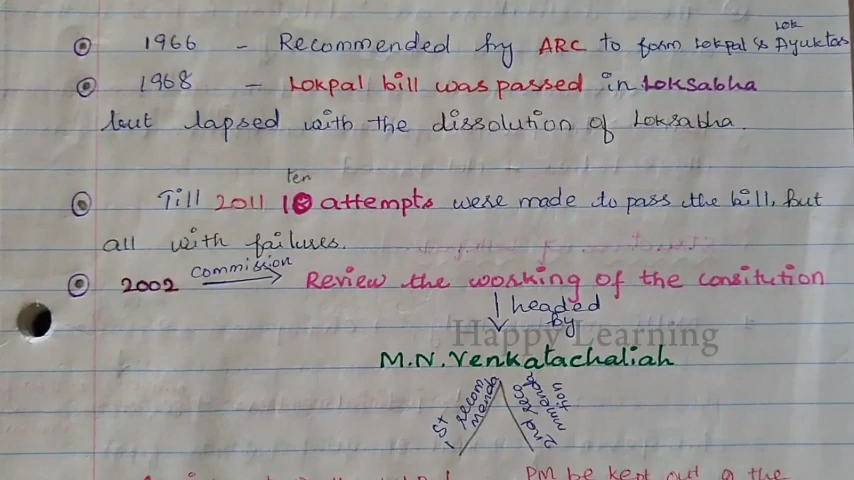 Lok
1966 - Recommended by ARC to form Lokpal & Ayuktas
1968 - Lokpal bill was passed in Loksabha
but lapsed with the dissolution of Loksabha.
ten
Till 2011 10 attempts were made to pass the bill, but
all with failures.
2002 commission → Review the working of the consitution
headed
by
Happy Learning
M.N. Venkatachaliah
1st recommenda
2nd recommendation
PM be kept out of the